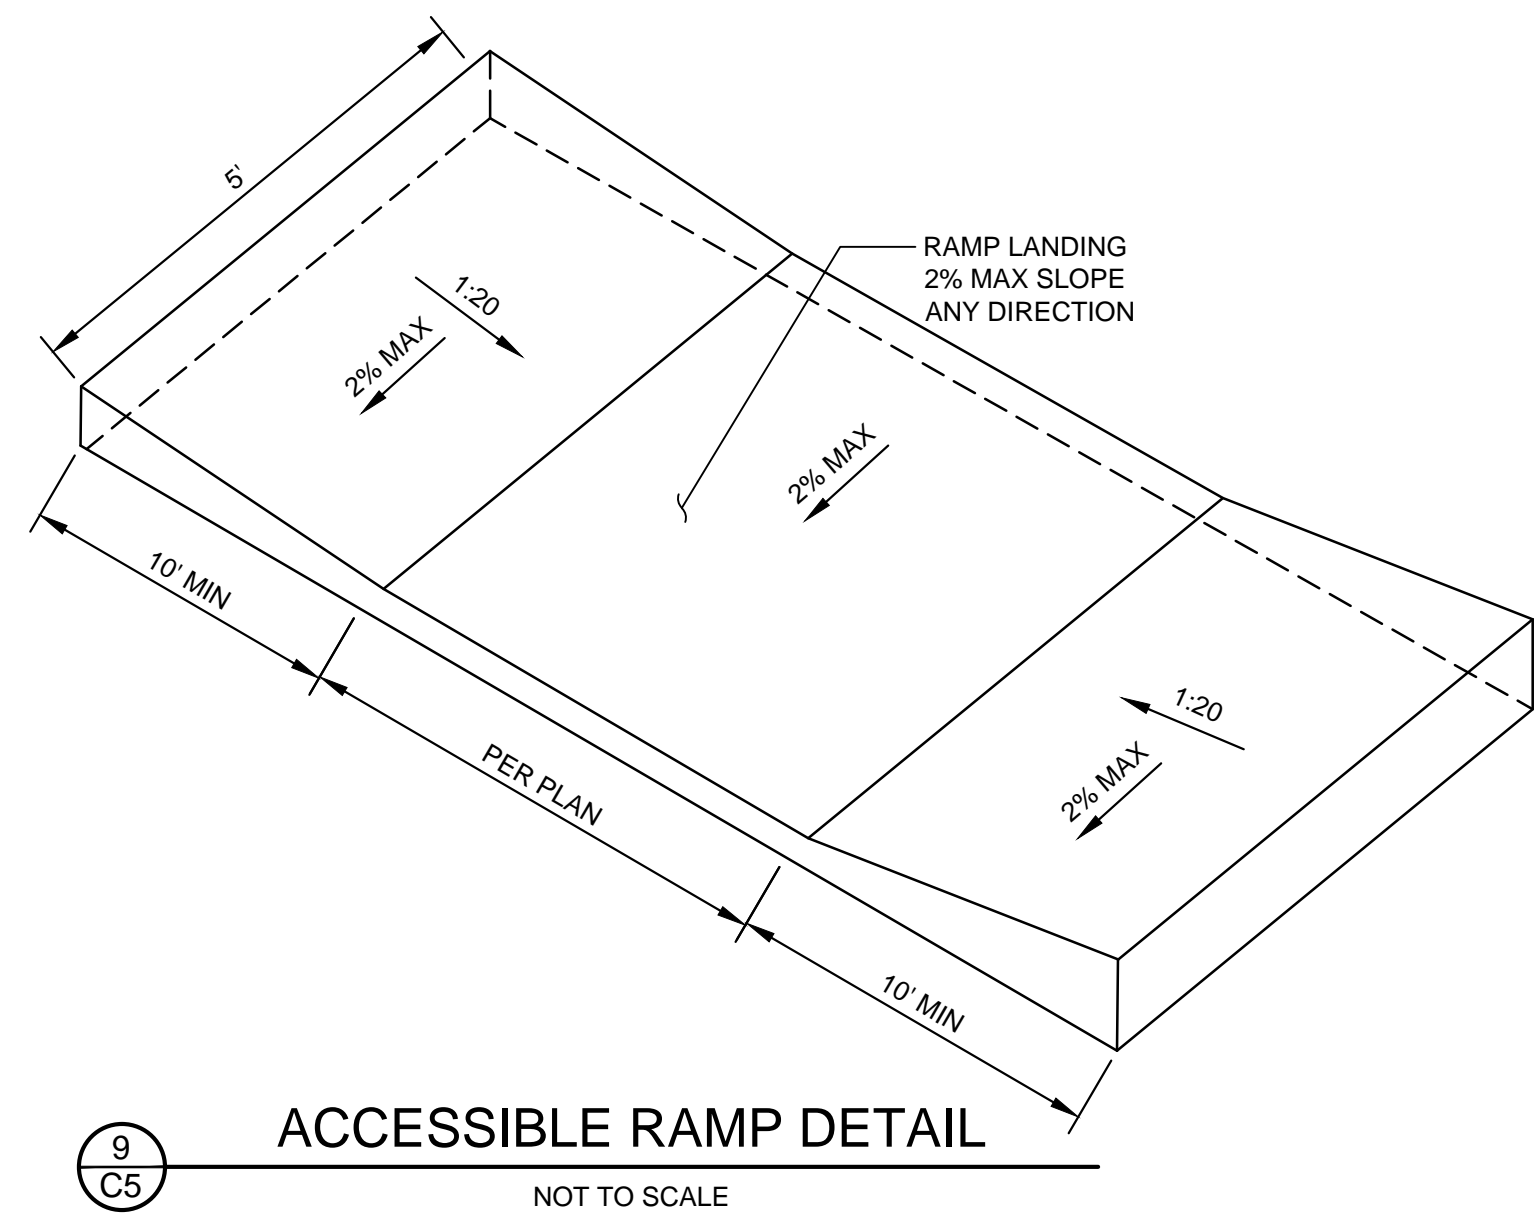 5'
RAMP LANDING
2% MAX SLOPE
ANY DIRECTION
1:20
2% MAX
2% MAX
10' MIN
1:20
PER PLAN
2% MAX
10' MIN
ACCESSIBLE RAMP DETAIL
9
C5
NOT TO SCALE